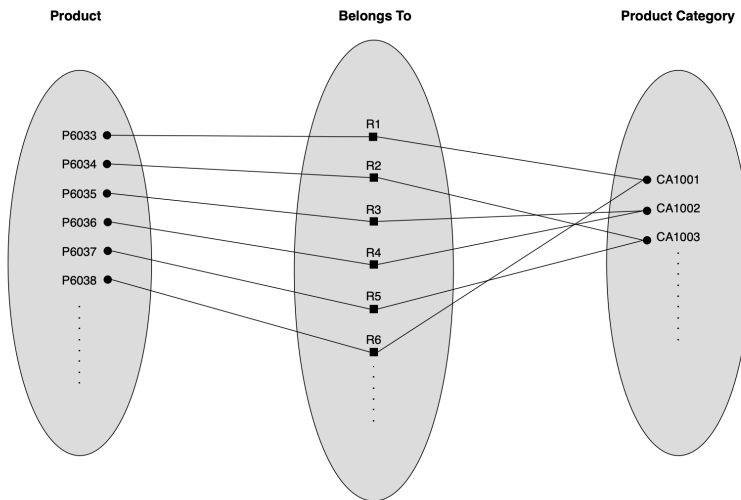 Product
Belongs To
Product Category
P6033
P6034
P6035
P6036
P6037
P6038
R1
R2
R3
R4
R5
R6
CA1001
CA1002
CA1003